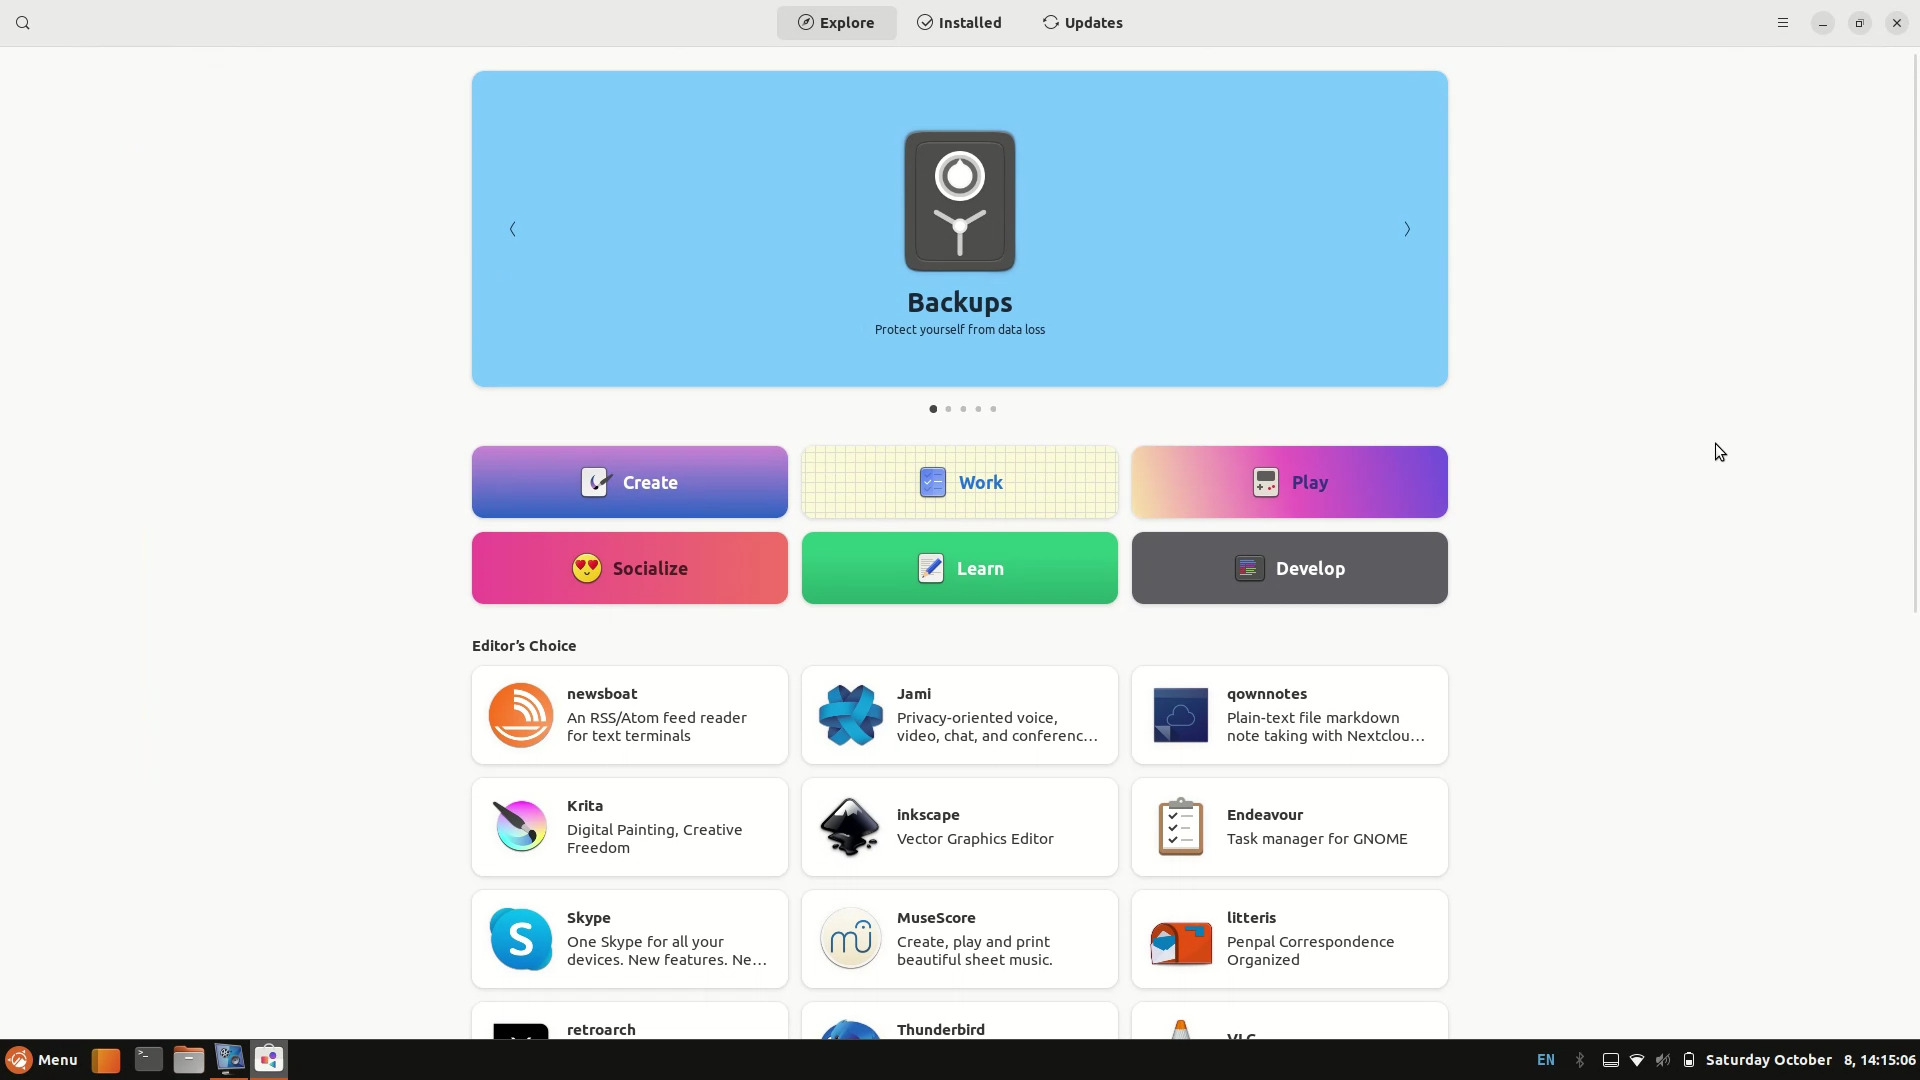 Explore
Installed
Updates
Backups
Protect yourself from data loss
Create
Work
Play
Socialize
Learn
Develop
Editor's Choice
newsboat
An RSS/Atom feed reader
for text terminals
Jami
Privacy-oriented voice,
video, chat, and conferenc…
qownnotes
Plain-text file markdown
note taking with Nextclou…
Krita
Digital Painting, Creative
Freedom
inkscape
Vector Graphics Editor
Endeavour
Task manager for GNOME
Skype
One Skype for all your
devices. New features. Ne…
MuseScore
Create, play and print
beautiful sheet music.
litteris
Penpal Correspondence
Organized
retroarch
Thunderbird
VLC
Menu
EN
Saturday October 8, 14:15:06